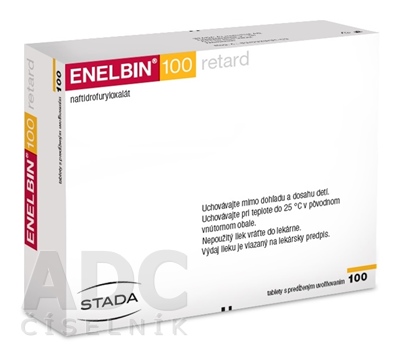 ENELBIN® 100 retard
naftidrofuryloxalát
Uchovávajte mimo dohľadu a dosahu detí.
Uchovávajte pri teplote do 25 °C v pôvodnom
vnútornom obale.
Nepoužitý liek vráťte do lekárne.
Výdaj lieku je viazaný na lekársky predpis.
STADA
tablety s predĺženým uvoľňovaním 100
ENELBIN® 100 retard
naftidrofuryloxalát
tablety s predĺženým uvoľňovaním 100
ADC
ČÍSELNÍK